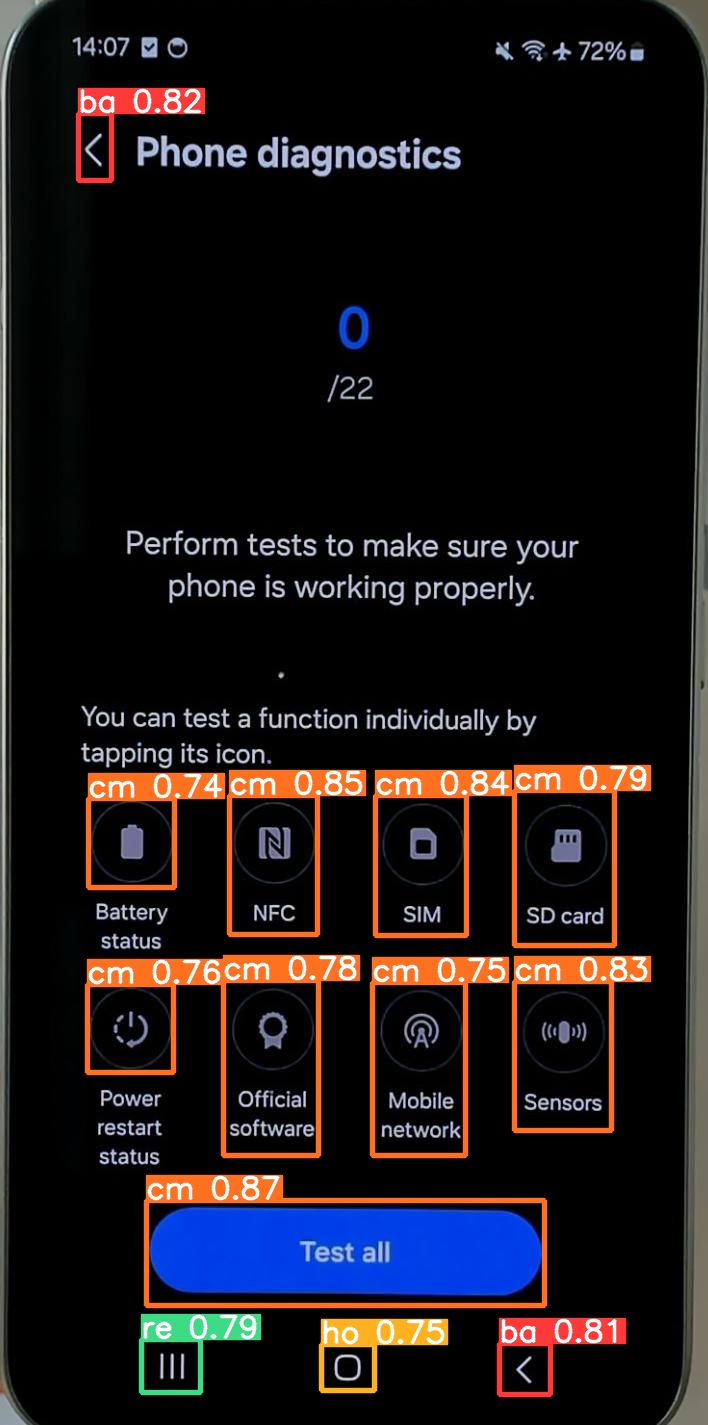 14:07 72%
ba 0.82
Phone diagnostics
0
/22
Perform tests to make sure your
phone is working properly.
You can test a function individually by
tapping its icon.
cm 0.74 cm 0.85 cm 0.84 cm 0.79
Battery NFC SIM SD card
status
cm 0.76 cm 0.78 cm 0.75 cm 0.83
Power Official Mobile Sensors
restart software network
status
cm 0.87
Test all
re 0.79 ho 0.75 ba 0.81